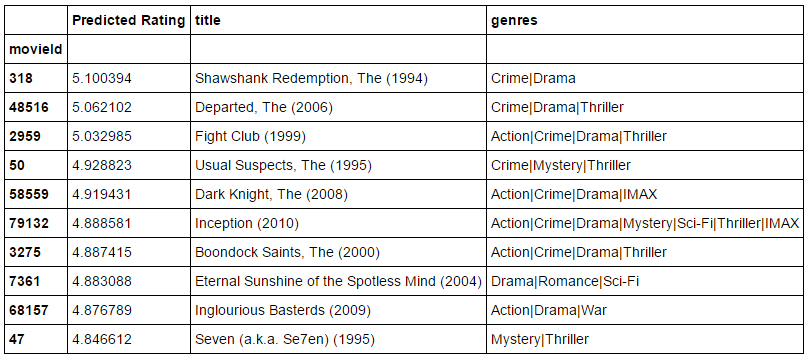 Predicted Rating title genres
movieId
318 5.100394 Shawshank Redemption, The (1994) Crime|Drama
48516 5.062102 Departed, The (2006) Crime|Drama|Thriller
2959 5.032985 Fight Club (1999) Action|Crime|Drama|Thriller
50 4.928823 Usual Suspects, The (1995) Crime|Mystery|Thriller
58559 4.919431 Dark Knight, The (2008) Action|Crime|Drama|IMAX
79132 4.888581 Inception (2010) Action|Crime|Drama|Mystery|Sci-Fi|Thriller|IMAX
3275 4.887415 Boondock Saints, The (2000) Action|Crime|Drama|Thriller
7361 4.883088 Eternal Sunshine of the Spotless Mind (2004) Drama|Romance|Sci-Fi
68157 4.876789 Inglourious Basterds (2009) Action|Drama|War
47 4.846612 Seven (a.k.a. Se7en) (1995) Mystery|Thriller